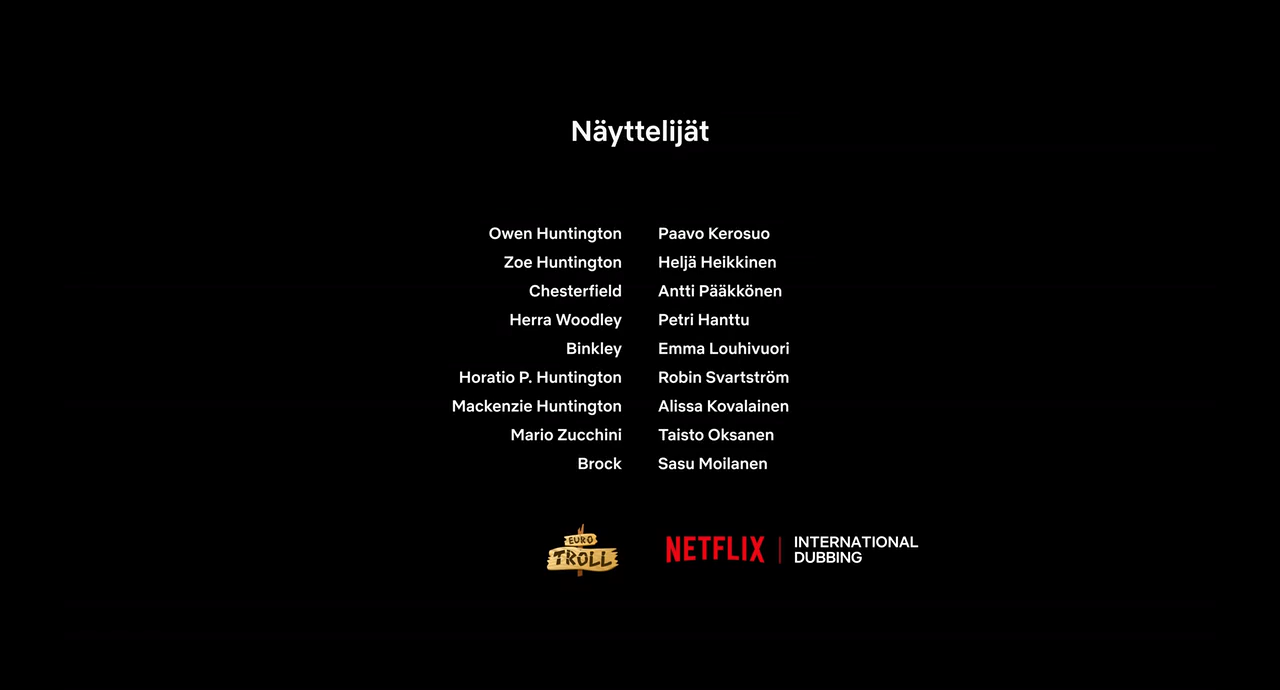 Näyttelijät
Owen Huntington Paavo Kerosuo
Zoe Huntington Heljä Heikkinen
Chesterfield Antti Pääkkönen
Herra Woodley Petri Hanttu
Binkley Emma Louhivuori
Horatio P. Huntington Robin Svartström
Mackenzie Huntington Alissa Kovalainen
Mario Zucchini Taisto Oksanen
Brock Sasu Moilanen
EURO
TROLL
NETFLIX
INTERNATIONAL
DUBBING